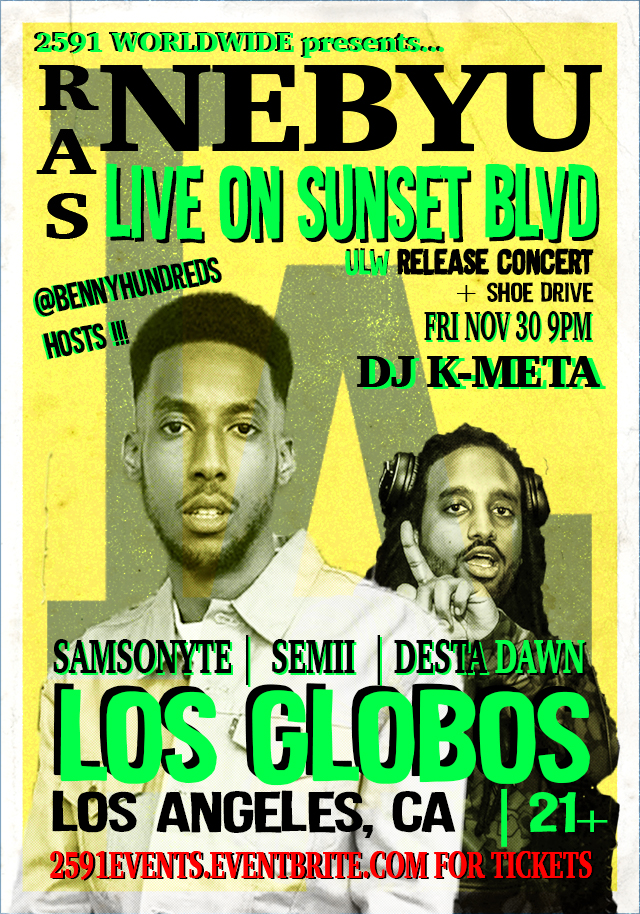 2591 WORLDWIDE presents...
RAS NEBYU
LIVE ON SUNSET BLVD
ULW RELEASE CONCERT
+ SHOE DRIVE
@BENNYHUNDREDS
HOSTS !!!
FRI NOV 30 9PM
DJ K-META
SAMSONYTE | SEMII | DESTA DAWN
LOS GLOBOS
LOS ANGELES, CA | 21+
2591EVENTS.EVENTBRITE.COM FOR TICKETS